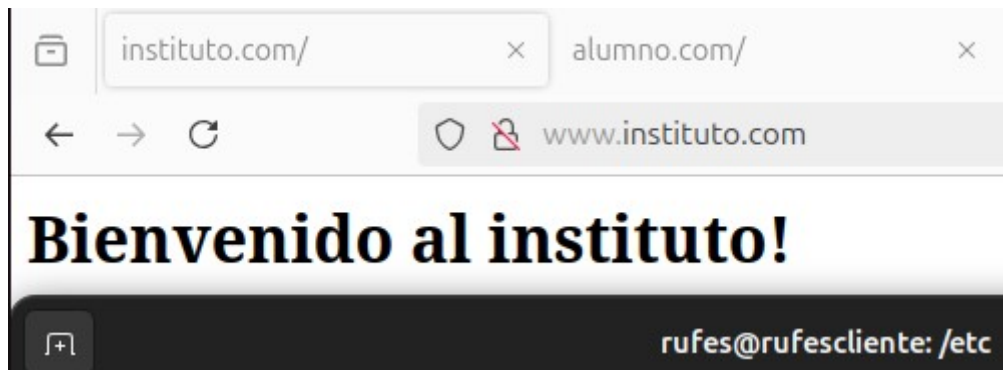 instituto.com/ alumno.com/
www.instituto.com
Bienvenido al instituto!
rufes@rufescliente: /etc